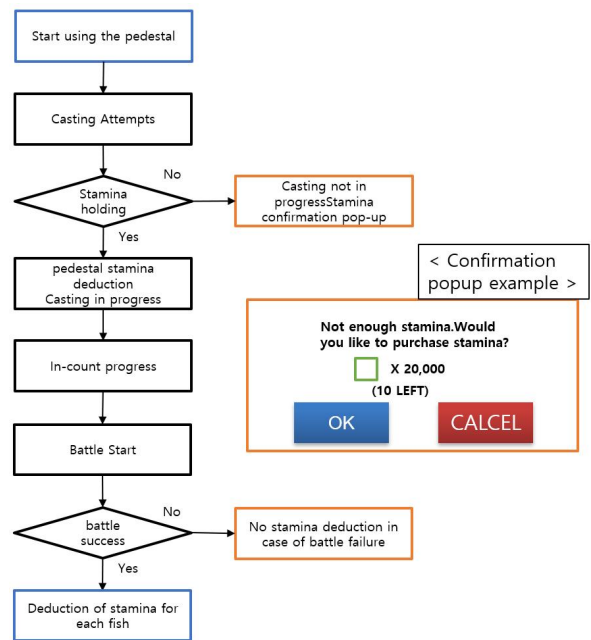 Start using the pedestal
Casting Attempts
No
Stamina
holding
Casting not in
progressStamina
confirmation pop-up
Yes
pedestal stamina
deduction
Casting in progress
< Confirmation
popup example >
Not enough stamina.Would
you like to purchase stamina?
X 20,000
(10 LEFT)
OK
CALCEL
In-count progress
Battle Start
No
battle
success
No stamina deduction in
case of battle failure
Yes
Deduction of stamina for
each fish